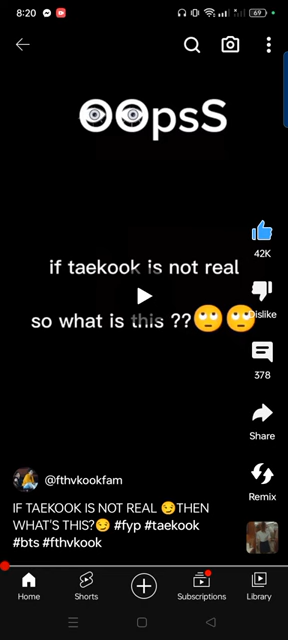 8:20
69
OOpsS
if taekook is not real
so what is this ??🙄🙄
42K
Dislike
378
Share
Remix
@fthvkookfam
IF TAEKOOK IS NOT REAL 😏THEN
WHAT'S THIS?😏 #fyp #taekook
#bts #fthvkook
Home
Shorts
Subscriptions
Library